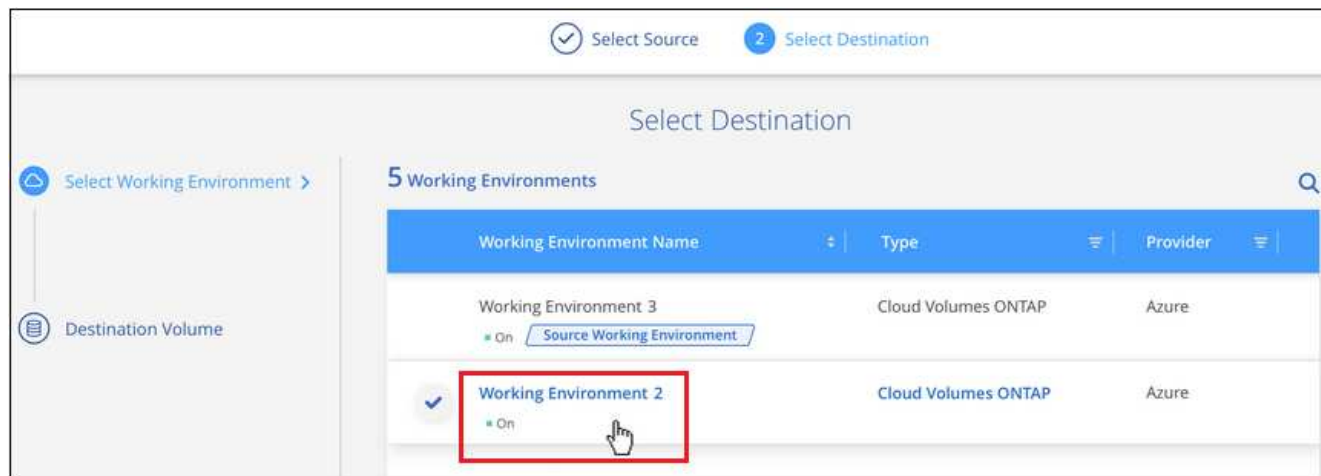 Select Source
2 Select Destination
Select Destination
Select Working Environment >
Destination Volume
5 Working Environments
Working Environment Name Type Provider
Working Environment 3 Cloud Volumes ONTAP Azure
On Source Working Environment
Working Environment 2 Cloud Volumes ONTAP Azure
On